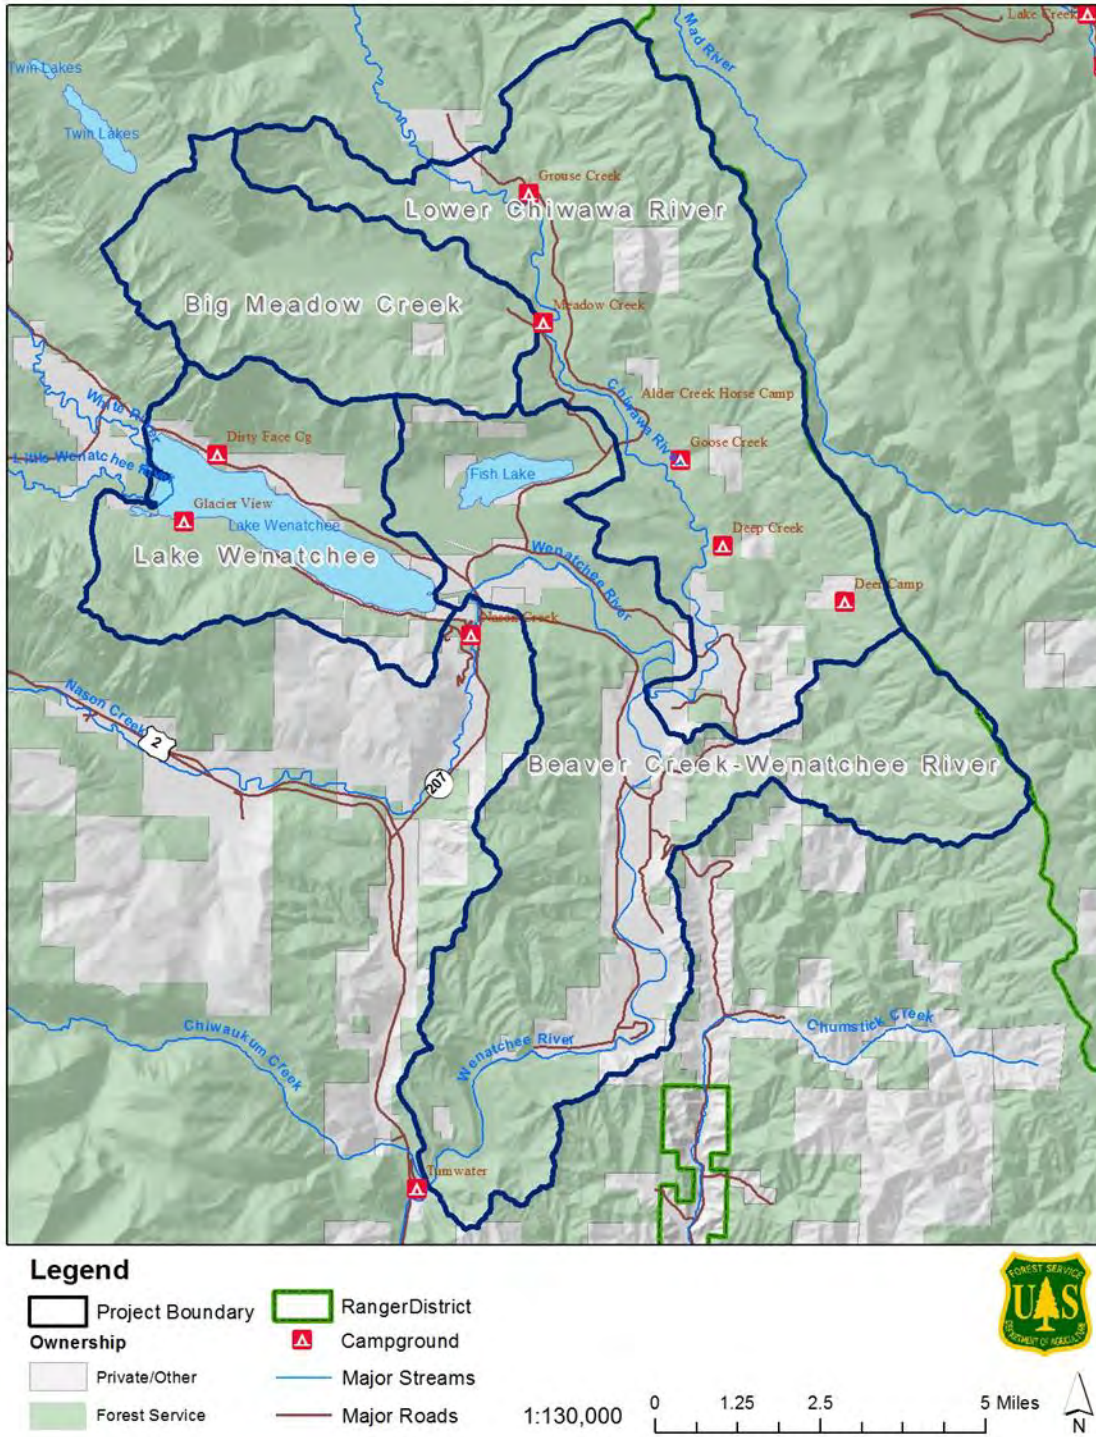 Lake Creek
Mad River
Twin Lakes
Twin Lakes
Grouse Creek
Lower Chiwawa River
Big Meadow Creek
Meadow Creek
Chiwawa River
Alder Creek Horse Camp
White River
Dirty Face Cg
Goose Creek
Little Wenatchee River
Fish Lake
Glacier View
Lake Wenatchee
Lake Wenatchee
Deep Creek
Wenatchee River
Deer Camp
Nason Creek
Nason Creek
2
207
Beaver Creek-Wenatchee River
Chiwaukum Creek
Wenatchee River
Chumstick Creek
Tumwater
Legend
Project Boundary
RangerDistrict
Ownership
Campground
Private/Other
Major Streams
Forest Service
Major Roads
1:130,000
0 1.25 2.5 5 Miles
N
FOREST SERVICE
U S
DEPARTMENT OF AGRICULTURE